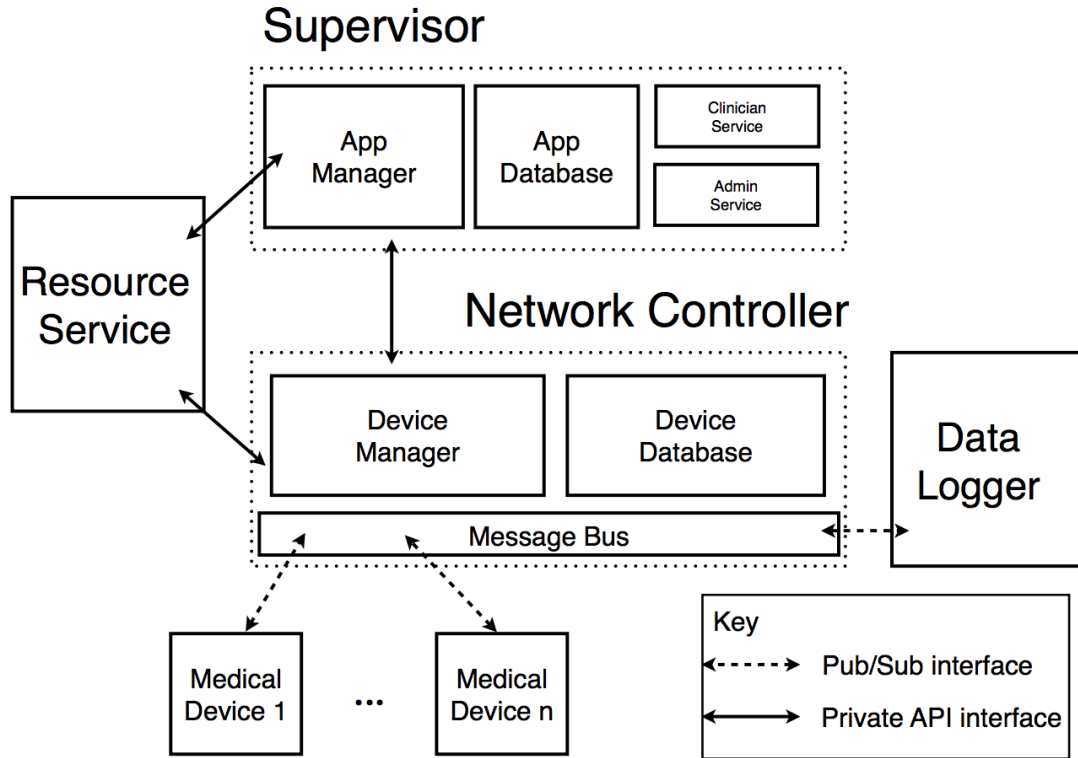 Supervisor
App
Manager
App
Database
Clinician
Service
Admin
Service
Resource
Service
Network Controller
Device
Manager
Device
Database
Message Bus
Data
Logger
Medical
Device 1
...
Medical
Device n
Key
Pub/Sub interface
Private API interface